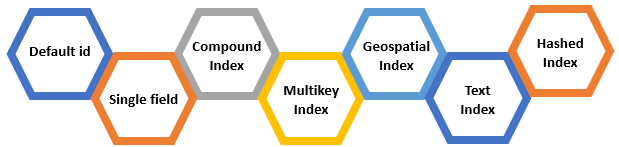 Default id
Single field
Compound
Index
Multikey
Index
Geospatial
Index
Text
Index
Hashed
Index